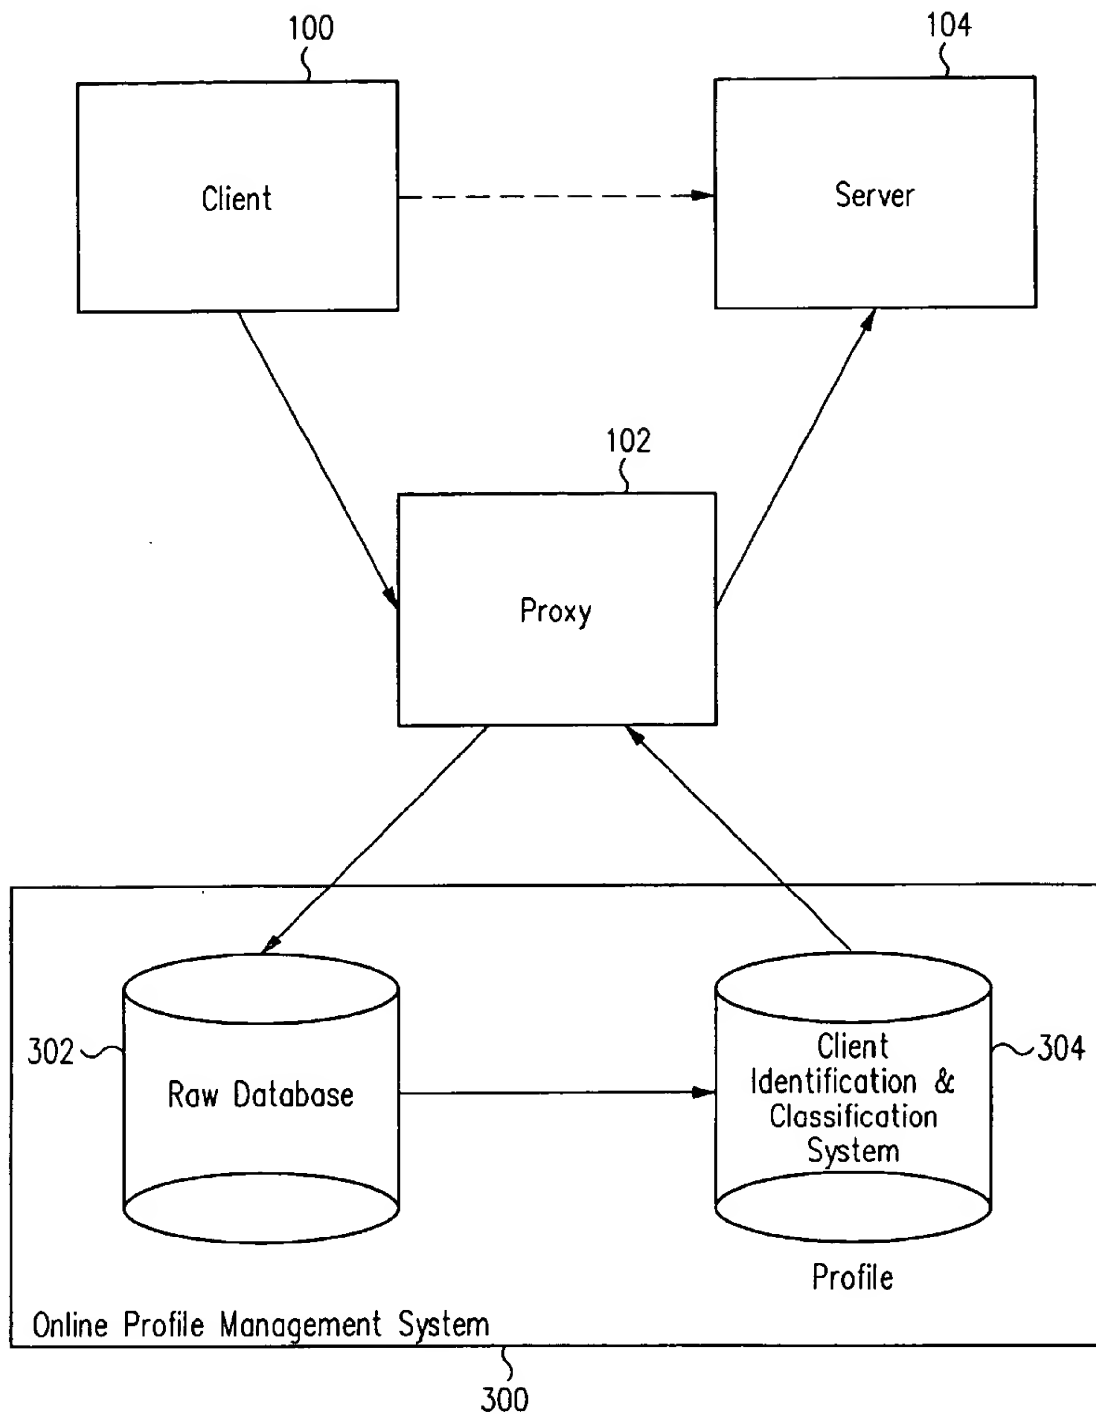 100
104
Client
Server
102
Proxy
302
Raw Database
Client
Identification &
Classification
System
304
Profile
Online Profile Management System
300